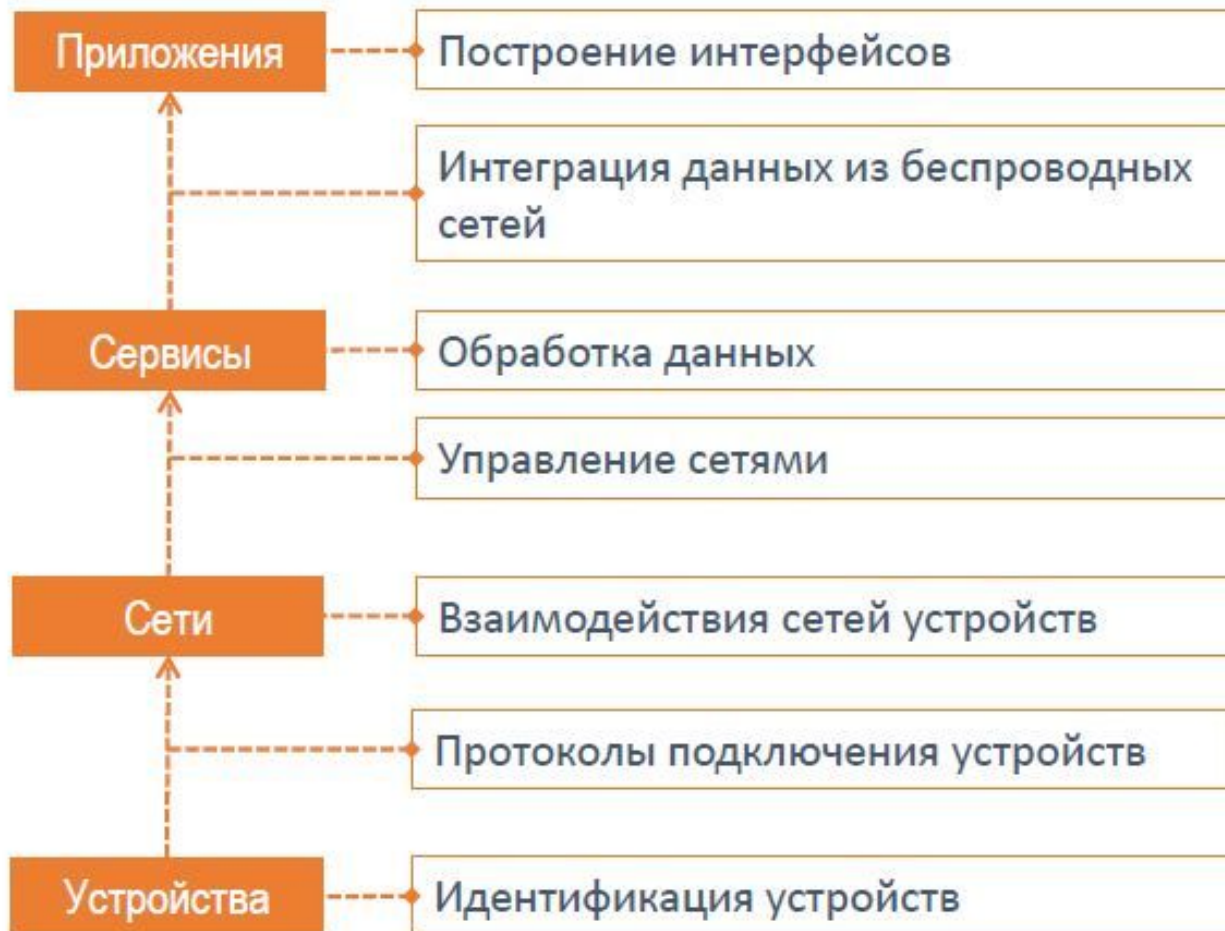 Приложения
Построение интерфейсов
Интеграция данных из беспроводных
сетей
Сервисы
Обработка данных
Управление сетями
Сети
Взаимодействия сетей устройств
Протоколы подключения устройств
Устройства
Идентификация устройств